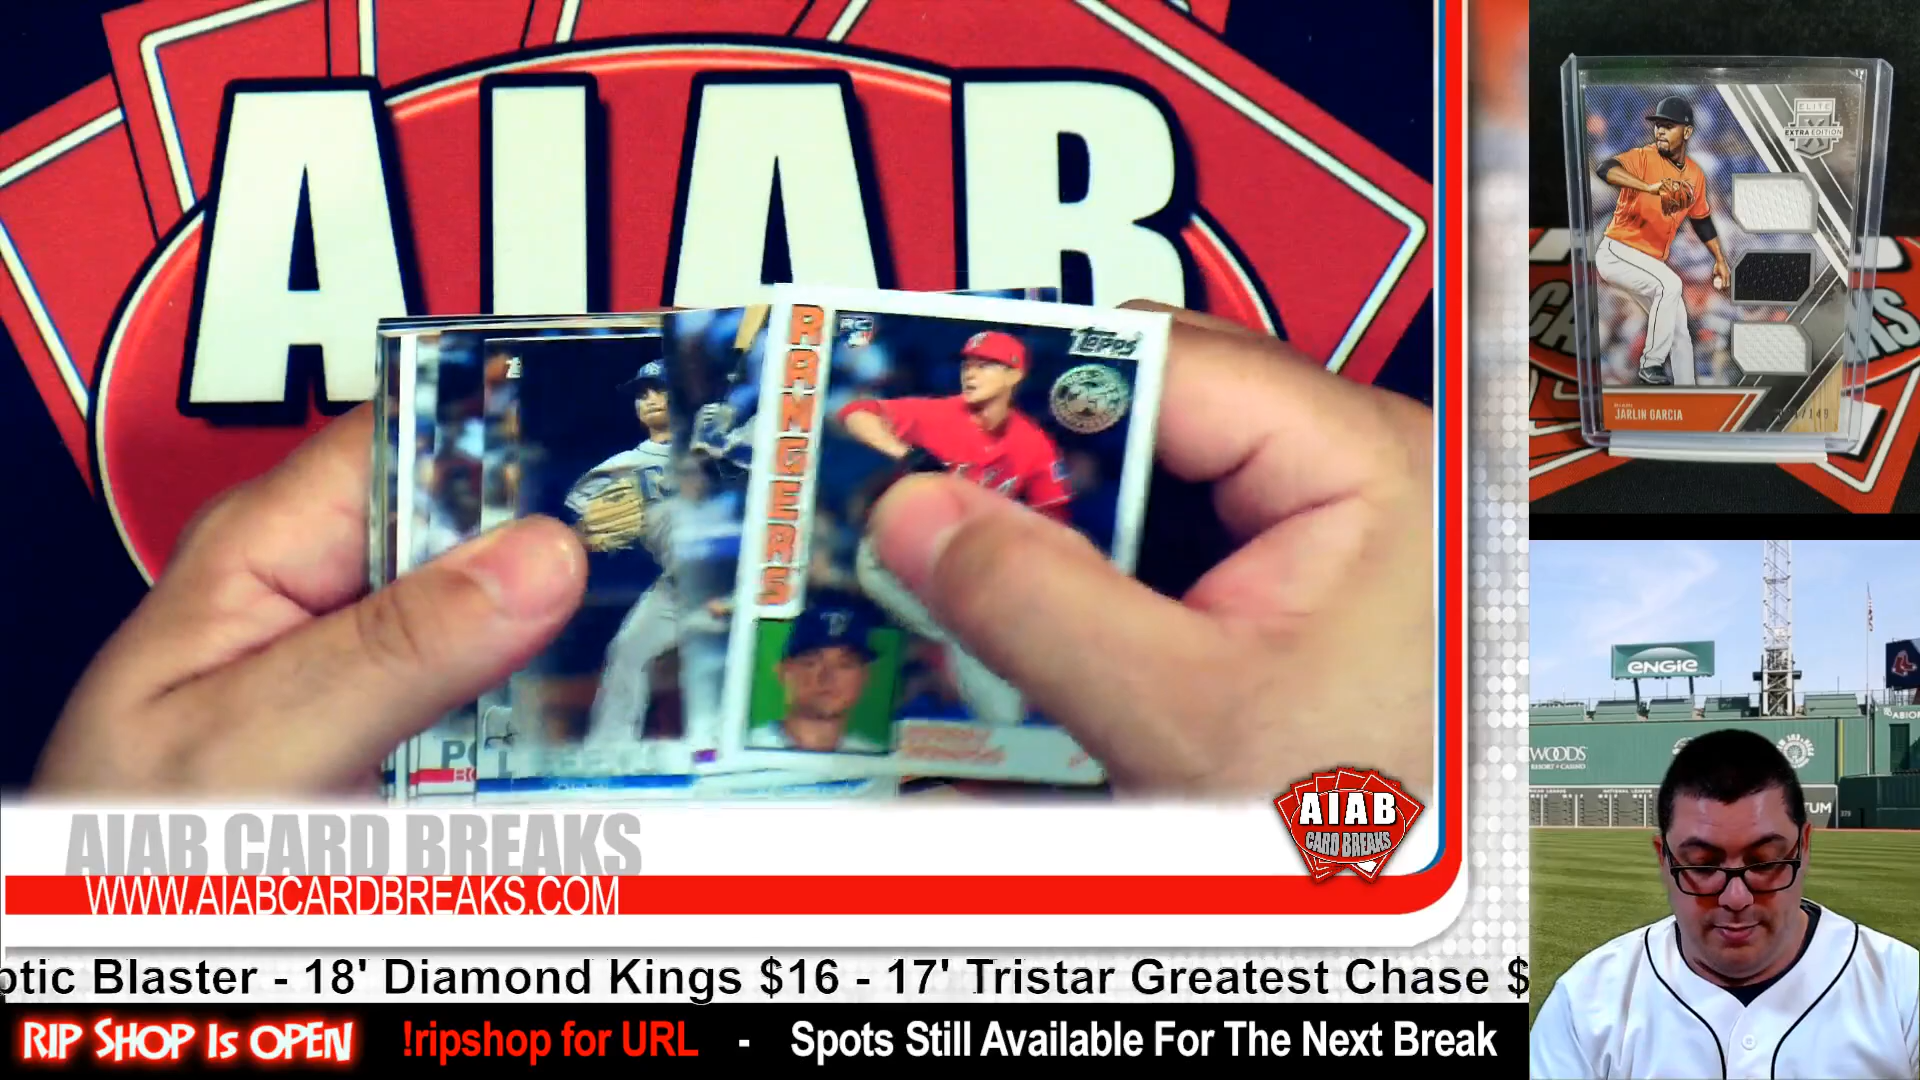 AIAB
RANGERS
RC
TOPPS
ELITE
EXTRA EDITION
JARLIN GARCIA
ENGIE
WOODS
AIAB
CARD BREAKS
AIAB CARD BREAKS
WWW.AIABCARDBREAKS.COM
ptic Blaster - 18' Diamond Kings $16 - 17' Tristar Greatest Chase $
RIP SHOP IS OPEN !ripshop for URL - Spots Still Available For The Next Break